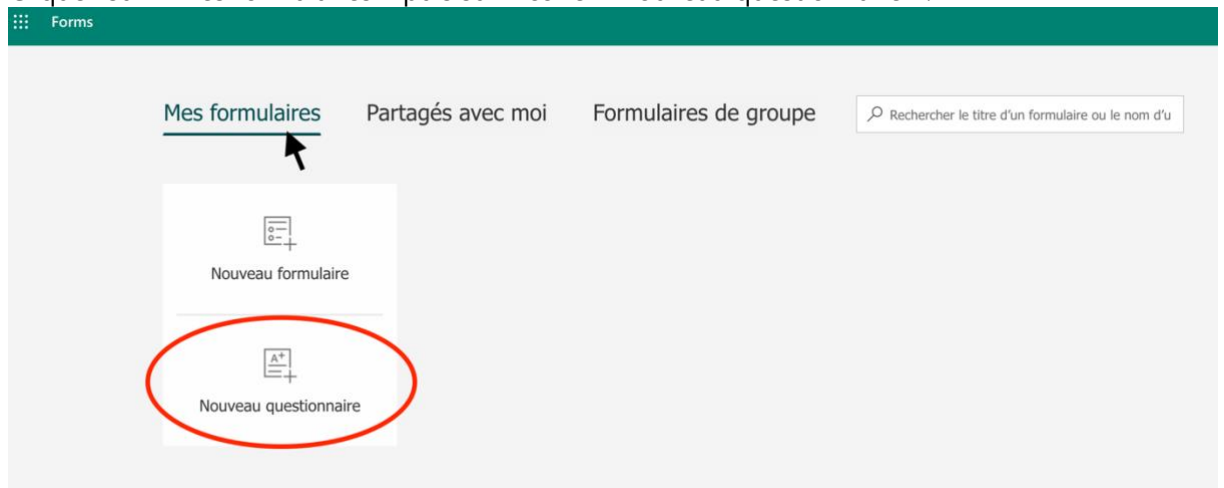 Forms
Mes formulaires Partagés avec moi Formulaires de groupe Rechercher le titre d'un formulaire ou le nom d'u
Nouveau formulaire
A+
Nouveau questionnaire